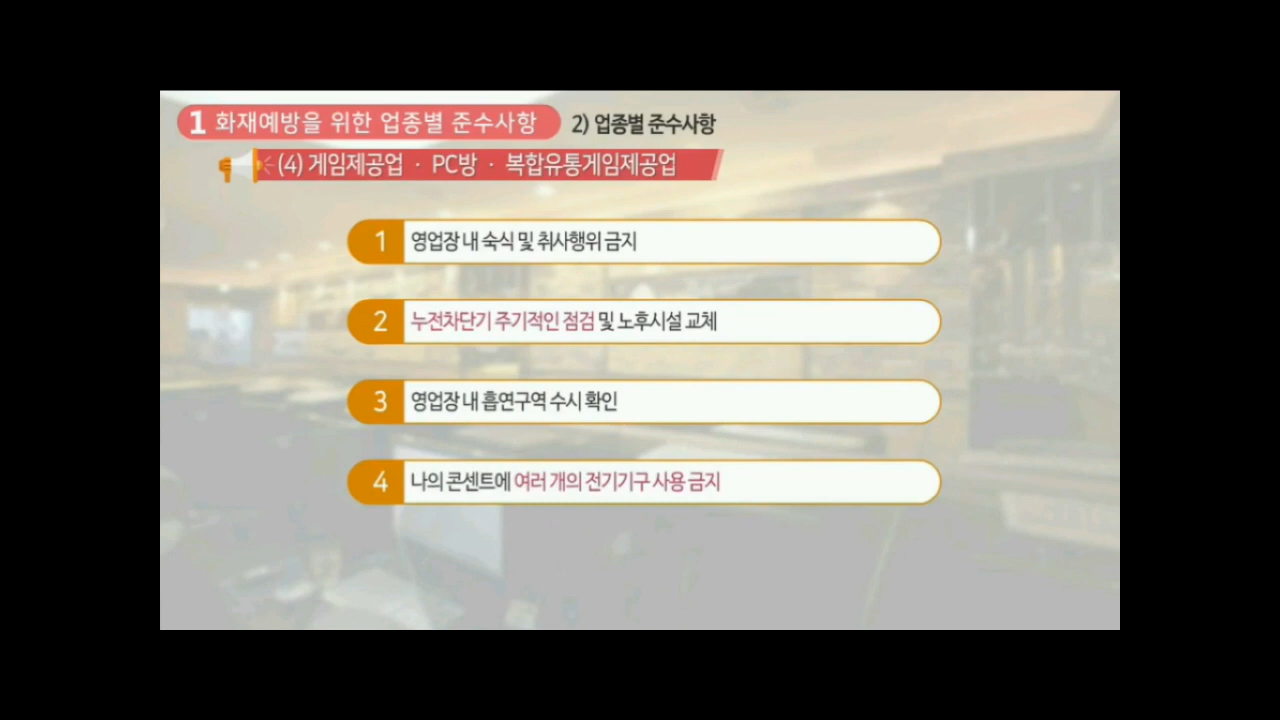 1 화재예방을 위한 업종별 준수사항 2) 업종별 준수사항
(4) 게임제공업 · PC방 · 복합유통게임제공업
1 영업장 내 숙식 및 취사행위 금지
2 누전차단기 주기적인 점검 및 노후시설 교체
3 영업장 내 흡연구역 수시 확인
4 나의 콘센트에 여러 개의 전기기구 사용 금지